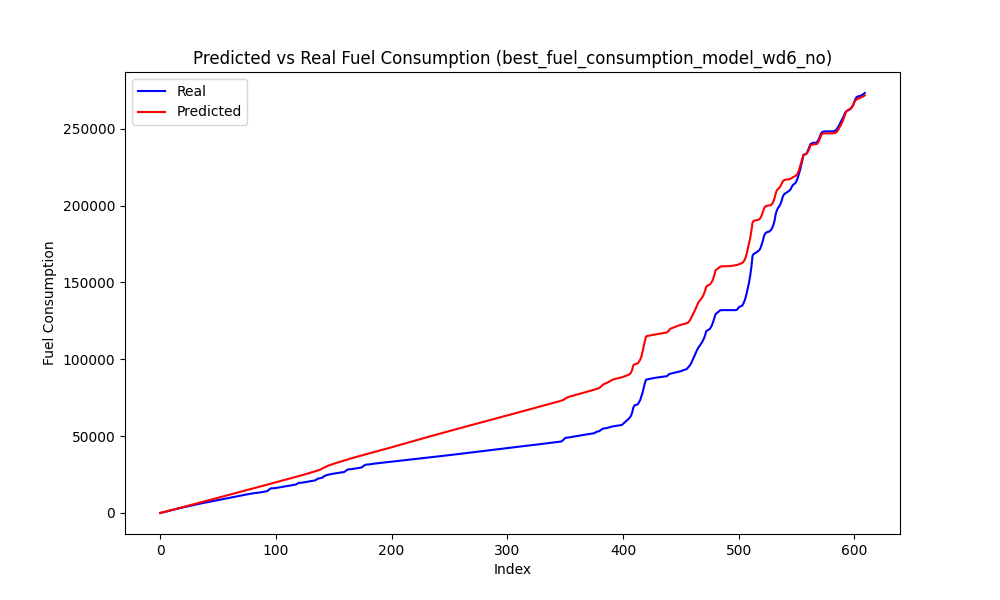 Predicted vs Real Fuel Consumption (best_fuel_consumption_model_wd6_no)
Real
Predicted
Fuel Consumption
250000
200000
150000
100000
50000
0
0 100 200 300 400 500 600
Index